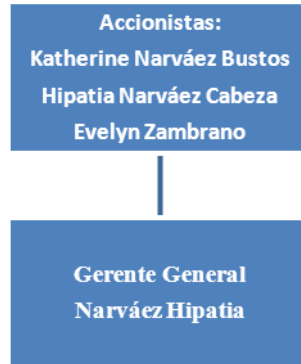 Accionistas:
Katherine Narváez Bustos
Hipatia Narváez Cabeza
Evelyn Zambrano
Gerente General
Narváez Hipatia